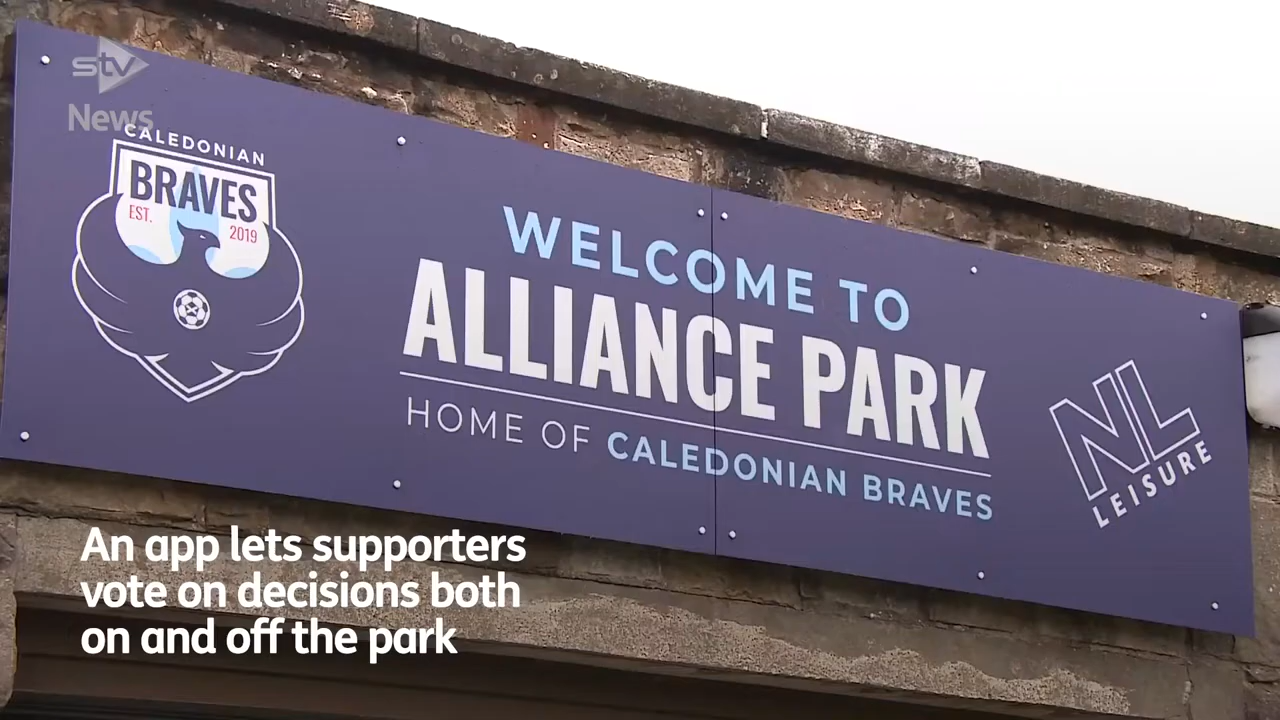 stv
News
CALEDONIAN
BRAVES
EST.
2019
WELCOME TO
ALLIANCE PARK
HOME OF CALEDONIAN BRAVES
NL
LEISURE
An app lets supporters
vote on decisions both
on and off the park